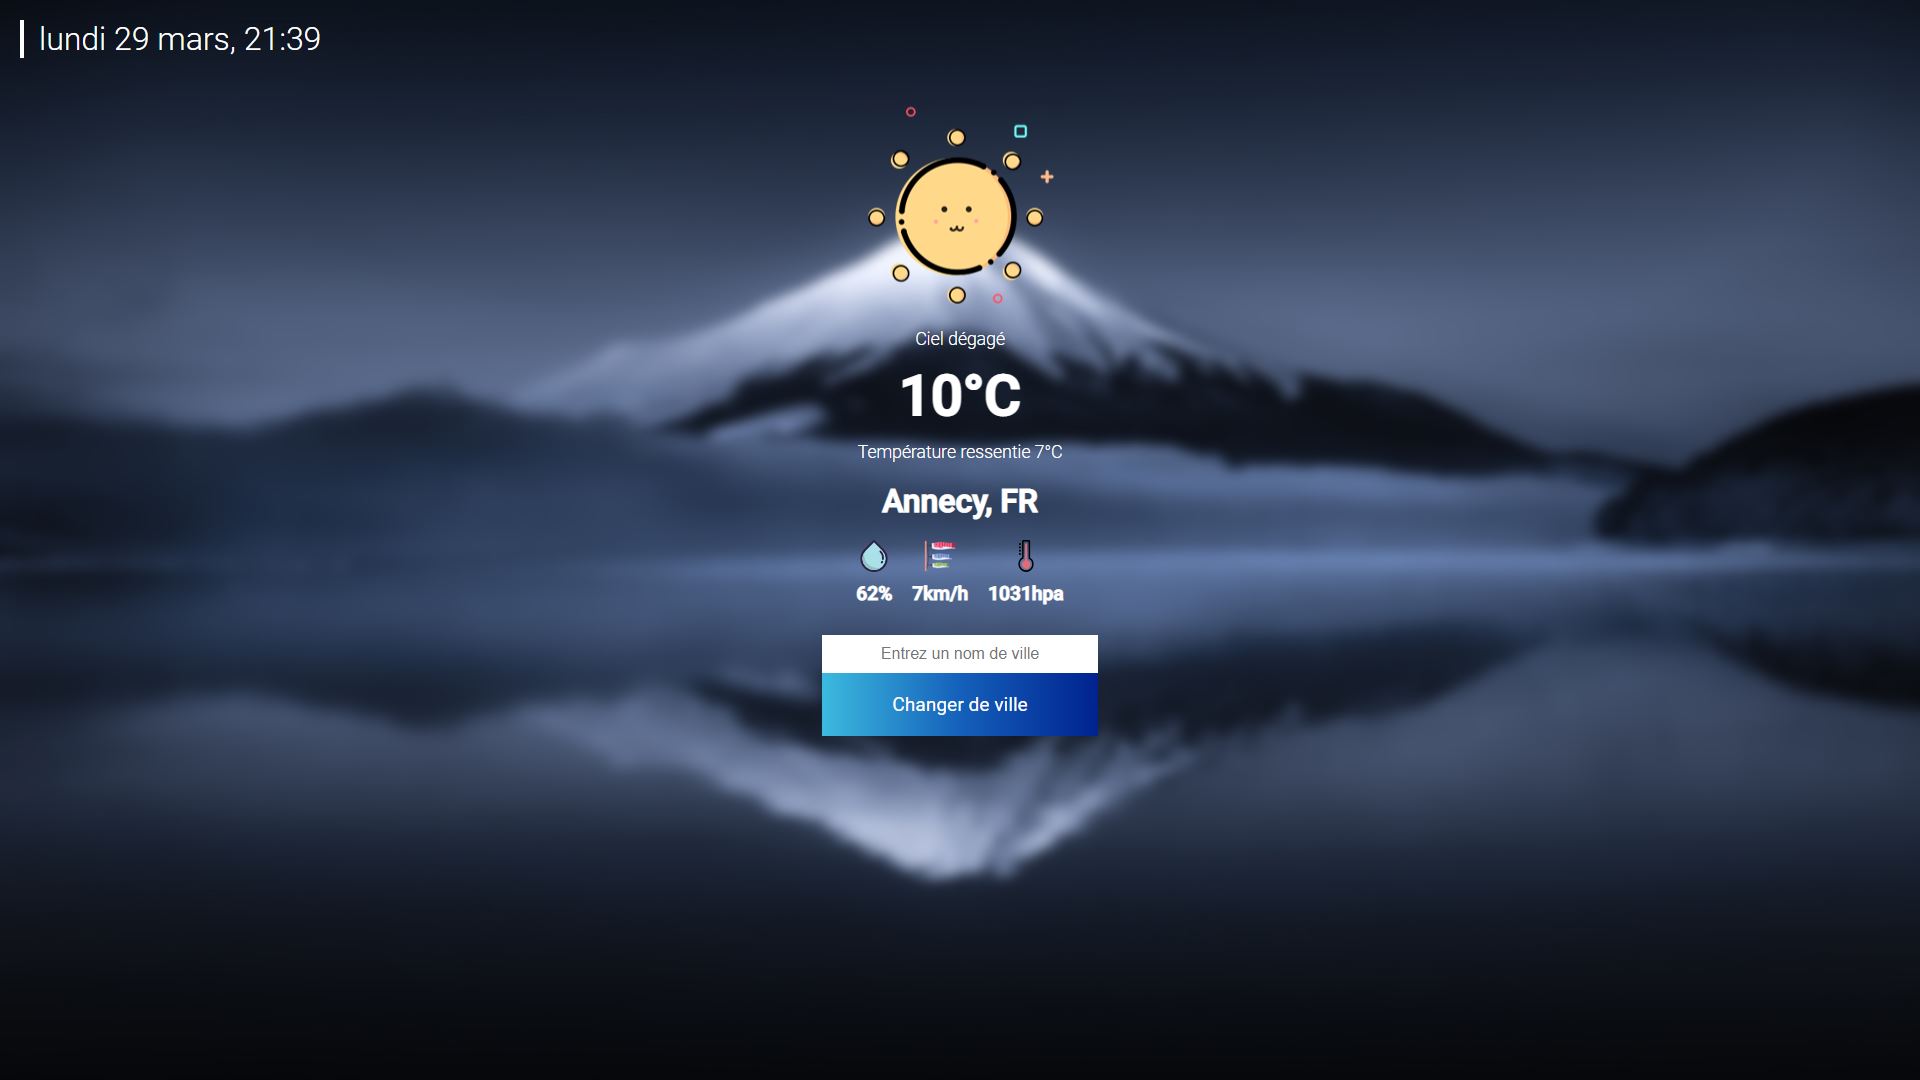 lundi 29 mars, 21:39
Ciel dégagé
10°C
Température ressentie 7°C
Annecy, FR
62% 7km/h 1031hpa
Entrez un nom de ville
Changer de ville